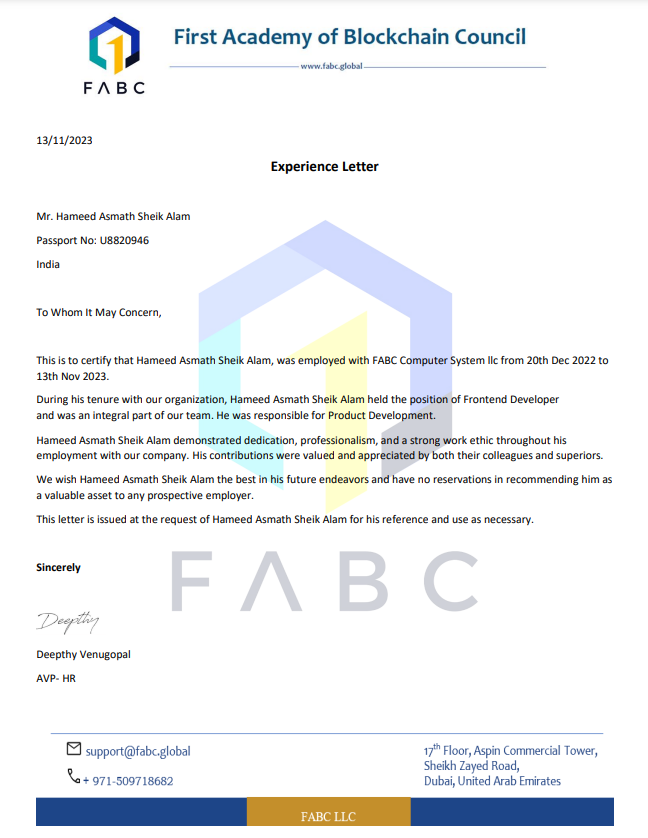 First Academy of Blockchain Council
www.fabc.global
FABC
13/11/2023
Experience Letter
Mr. Hameed Asmath Sheik Alam
Passport No: U8820946
India
To Whom It May Concern,
This is to certify that Hameed Asmath Sheik Alam, was employed with FABC Computer System llc from 20th Dec 2022 to
13th Nov 2023.
During his tenure with our organization, Hameed Asmath Sheik Alam held the position of Frontend Developer
and was an integral part of our team. He was responsible for Product Development.
Hameed Asmath Sheik Alam demonstrated dedication, professionalism, and a strong work ethic throughout his
employment with our company. His contributions were valued and appreciated by both their colleagues and superiors.
We wish Hameed Asmath Sheik Alam the best in his future endeavors and have no reservations in recommending him as
a valuable asset to any prospective employer.
This letter is issued at the request of Hameed Asmath Sheik Alam for his reference and use as necessary.
Sincerely
FABC
Deepthy
Deepthy Venugopal
AVP- HR
support@fabc.global
+ 971-509718682
17th Floor, Aspin Commercial Tower,
Sheikh Zayed Road,
Dubai, United Arab Emirates
FABC LLC